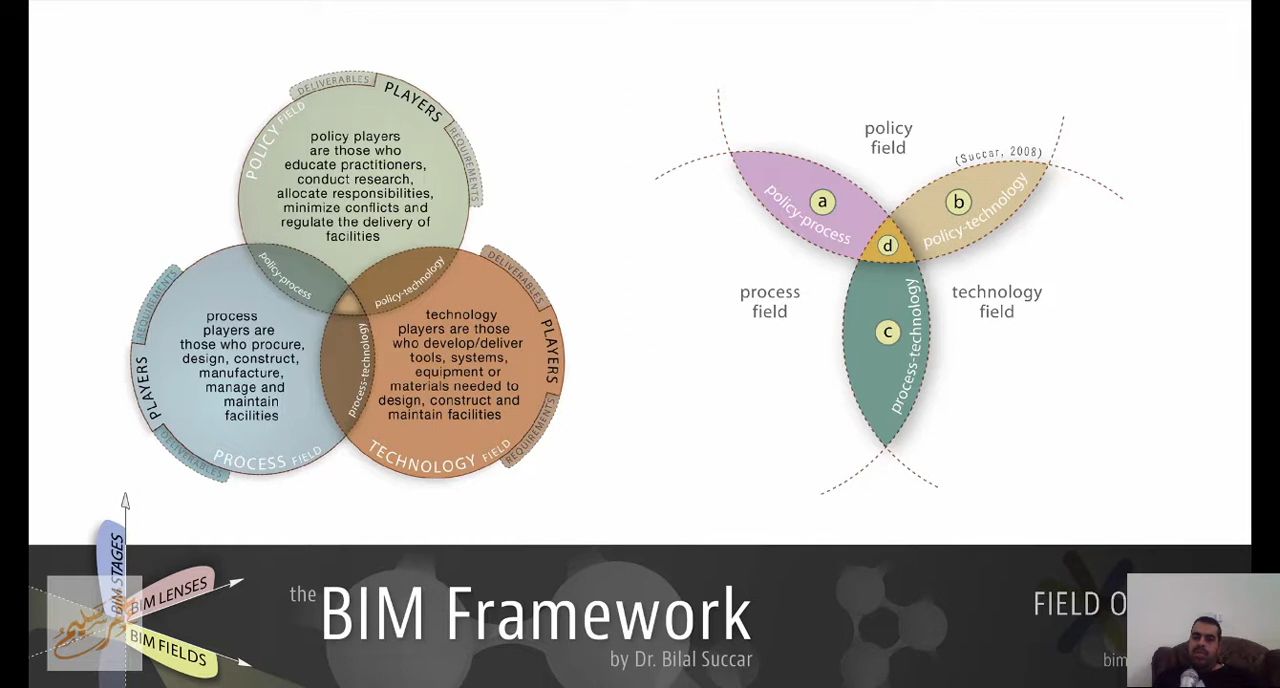 DELIVERABLES
PLAYERS
REQUIREMENTS
POLICY FIELD
policy players
are those who
educate practitioners,
conduct research,
allocate responsibilities,
minimize conflicts and
regulate the delivery of
facilities
policy-process
policy-technology
process-technology
REQUIREMENTS
PLAYERS
DELIVERABLES
process
players are
those who procure,
design, construct,
manufacture,
manage and
maintain
facilities
PROCESS FIELD
DELIVERABLES
PLAYERS
REQUIREMENTS
technology
players are those
who develop/deliver
tools, systems,
equipment or
materials needed to
design, construct and
maintain facilities
TECHNOLOGY FIELD
policy
field
(Succar, 2008)
a
policy-process
b
policy-technology
d
process
field
technology
field
c
process-technology
BIM STAGES
BIM LENSES
BIM FIELDS
the BIM Framework
by Dr. Bilal Succar
FIELD O
bim